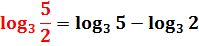 log₃ 5/2 = log₃ 5 − log₃ 2